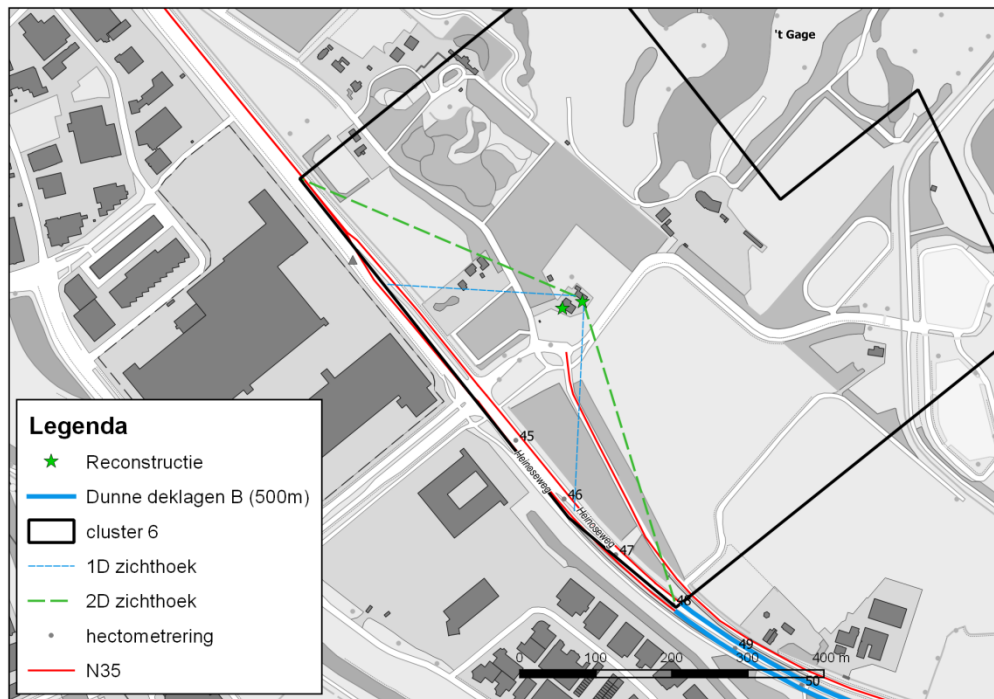 't Gage
45
Heinoseweg
46
Heinoseweg
47
48
49
50
0 100 200 300 400 m
Legenda
Reconstructie
Dunne deklagen B (500m)
cluster 6
1D zichthoek
2D zichthoek
hectometrering
N35